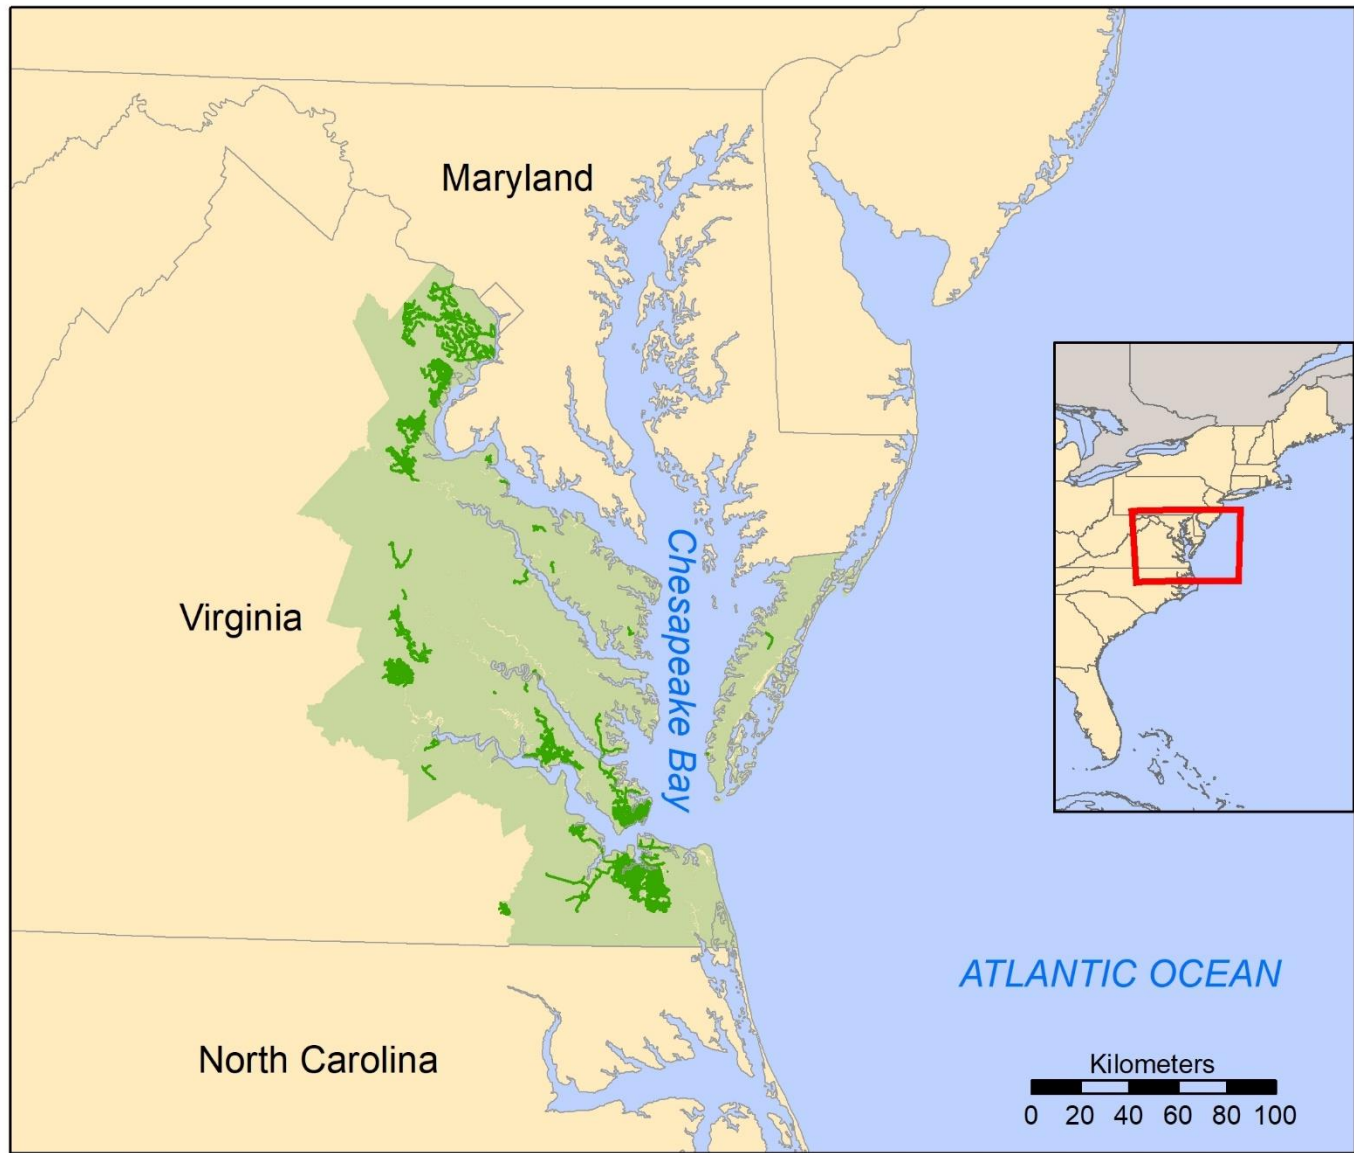 Maryland
Virginia
Chesapeake Bay
ATLANTIC OCEAN
North Carolina
Kilometers
0 20 40 60 80 100